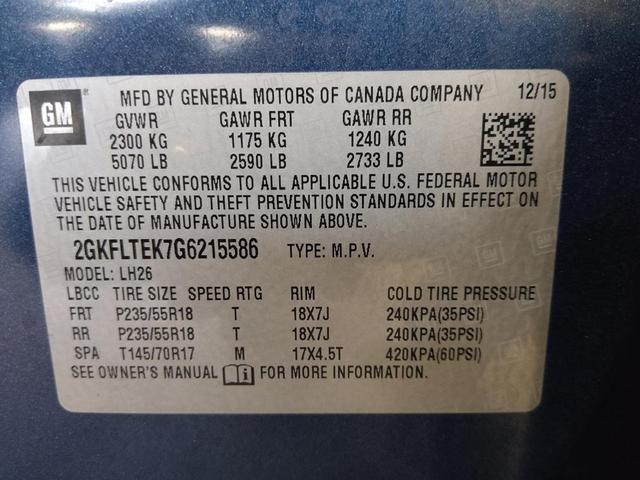 GM
MFD BY GENERAL MOTORS OF CANADA COMPANY 12/15
GVWR GAWR FRT GAWR RR
2300 KG 1175 KG 1240 KG
5070 LB 2590 LB 2733 LB
THIS VEHICLE CONFORMS TO ALL APPLICABLE U.S. FEDERAL MOTOR
VEHICLE SAFETY AND THEFT PREVENTION STANDARDS IN EFFECT ON
THE DATE OF MANUFACTURE SHOWN ABOVE.
2GKFLTEK7G6215586 TYPE: M.P.V.
MODEL: LH26
LBCC TIRE SIZE SPEED RTG RIM COLD TIRE PRESSURE
FRT P235/55R18 T 18X7J 240KPA(35PSI)
RR P235/55R18 T 18X7J 240KPA(35PSI)
SPA T145/70R17 M 17X4.5T 420KPA(60PSI)
SEE OWNER'S MANUAL FOR MORE INFORMATION.